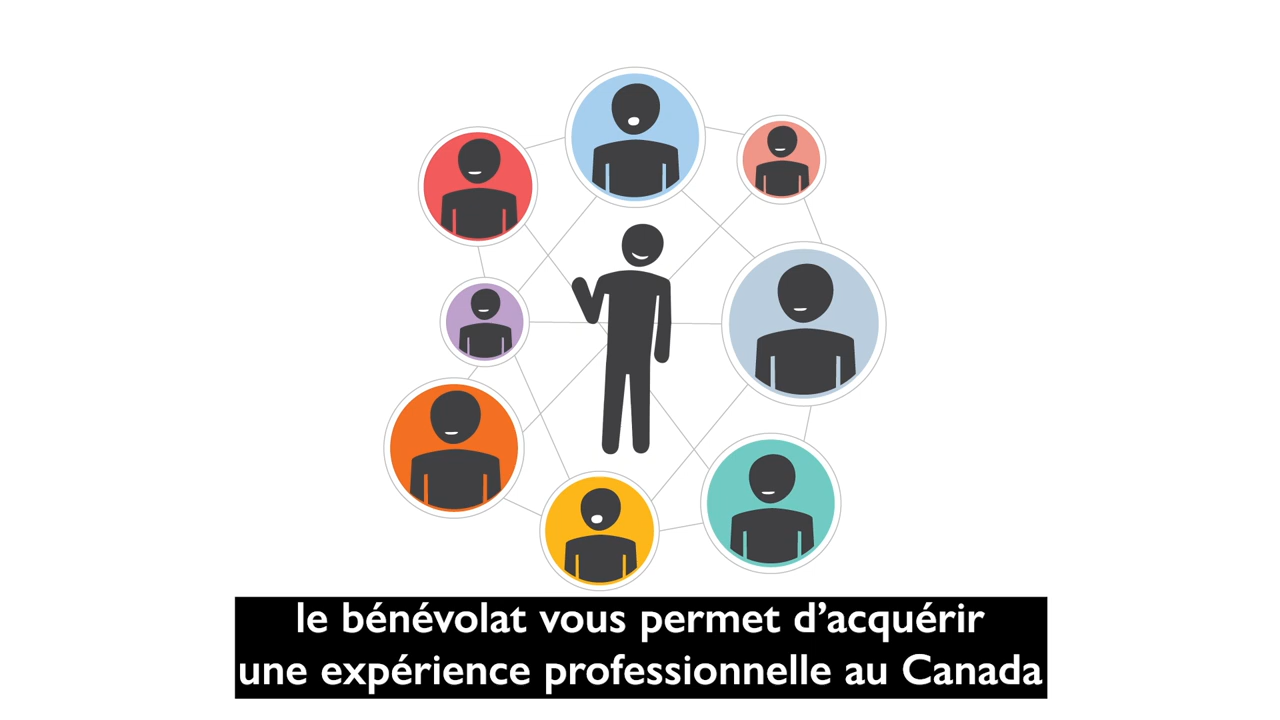 le bénévolat vous permet d’acquérir
une expérience professionnelle au Canada